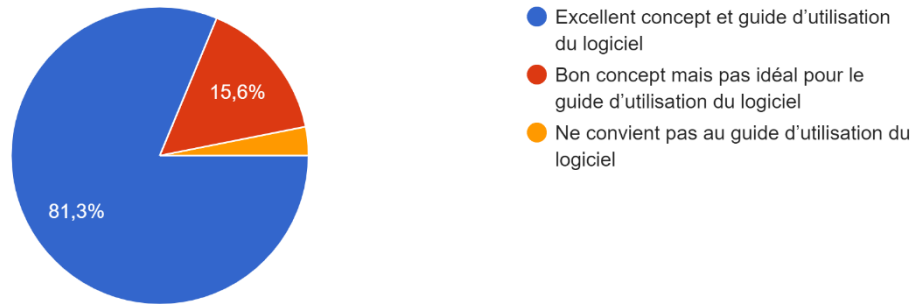 Excellent concept et guide d’utilisation
du logiciel
Bon concept mais pas idéal pour le
guide d’utilisation du logiciel
Ne convient pas au guide d’utilisation du
logiciel
15,6%
81,3%